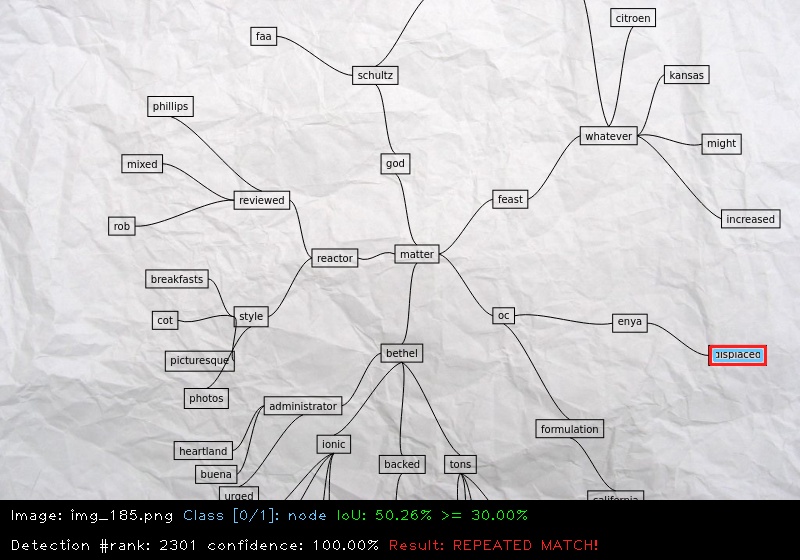 citroen
faa
schultz
kansas
phillips
whatever
might
mixed
god
reviewed
feast
increased
rob
matter
reactor
breakfasts
oc
enya
cot
style
displaced
picturesque
bethel
photos
administrator
formulation
ionic
heartland
backed
tons
buena
urged
california
Image: img_185.png Class [0/1]: node IoU: 50.26% >= 30.00%
Detection #rank: 2301 confidence: 100.00% Result: REPEATED MATCH!